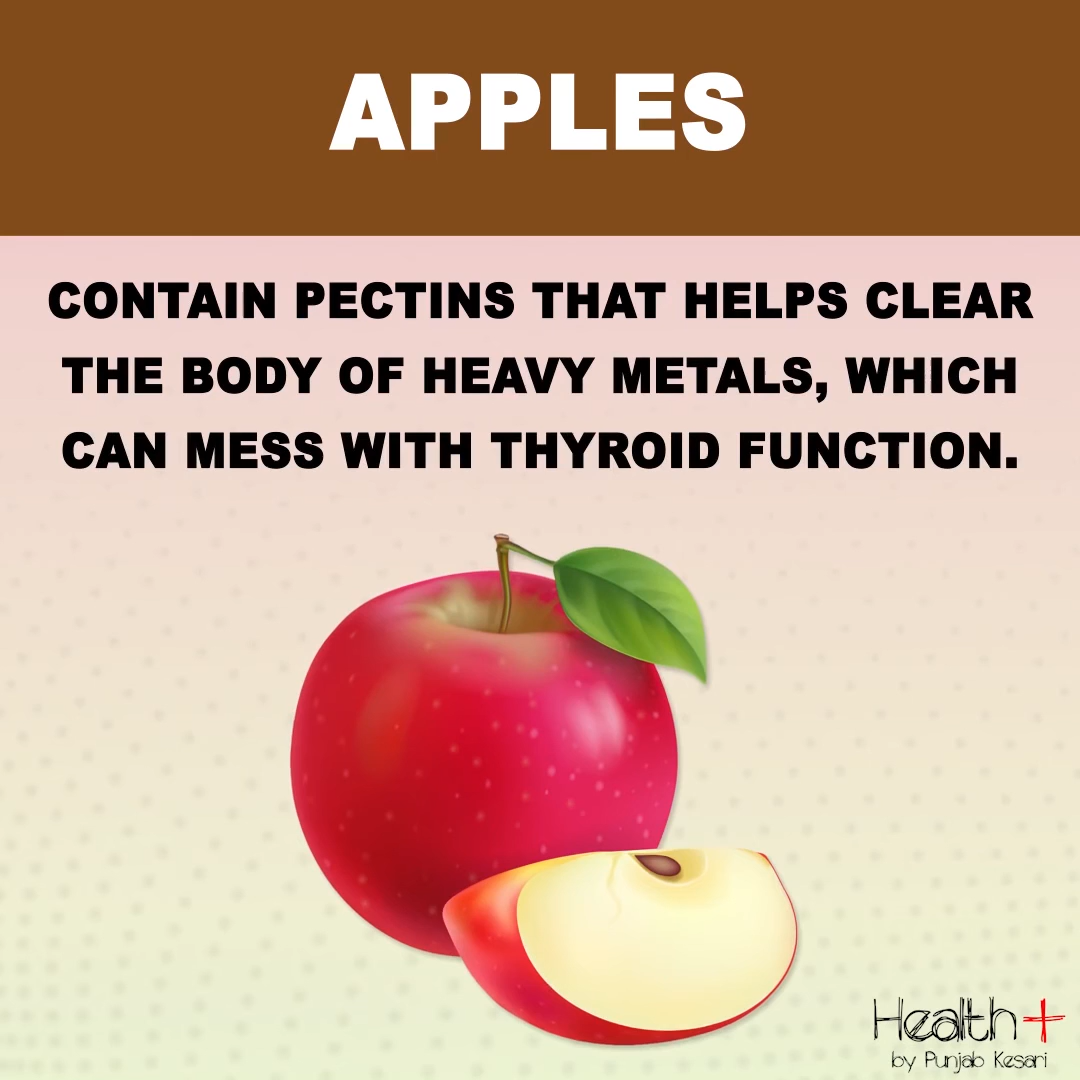 APPLES
CONTAIN PECTINS THAT HELPS CLEAR
THE BODY OF HEAVY METALS, WHICH
CAN MESS WITH THYROID FUNCTION.
Health+
by Punjab Kesari